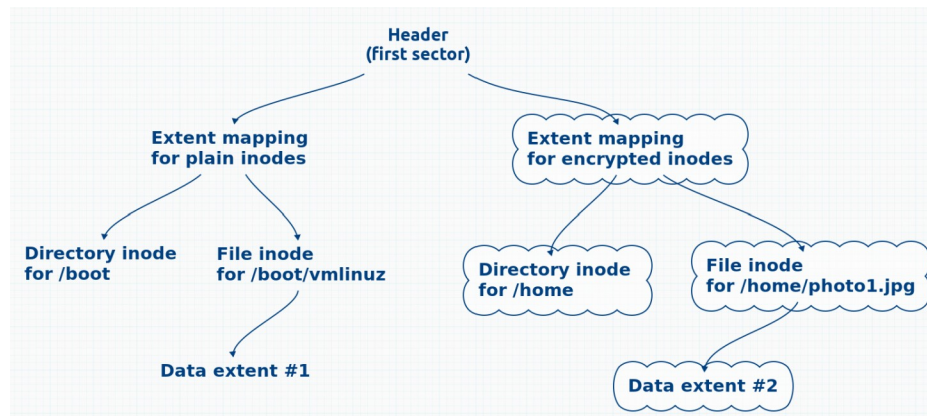 Header
(first sector)
Extent mapping
for plain inodes
Extent mapping
for encrypted inodes
Directory inode
for /boot
File inode
for /boot/vmlinuz
Directory inode
for /home
File inode
for /home/photo1.jpg
Data extent #1
Data extent #2